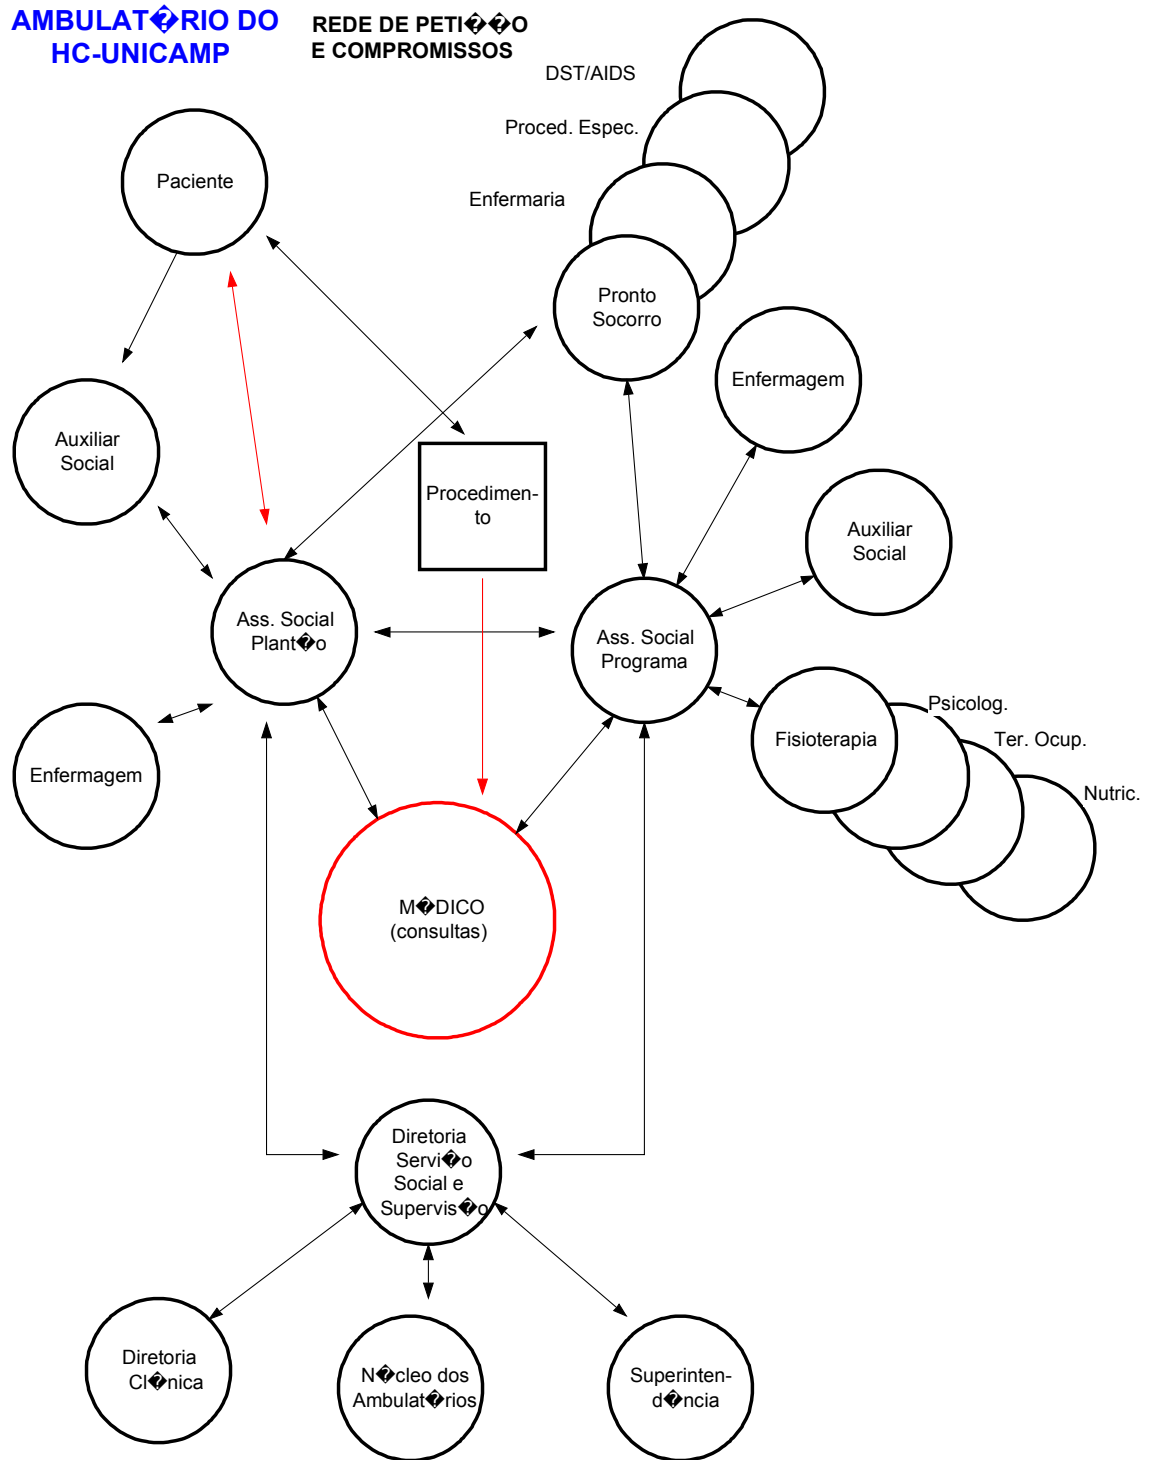 AMBULAT�RIO DO
HC-UNICAMP
REDE DE PETI��O
E COMPROMISSOS
DST/AIDS
Proced. Espec.
Enfermaria
Paciente
Pronto
Socorro
Enfermagem
Auxiliar
Social
Procedimen-
to
Auxiliar
Social
Ass. Social
Plant�o
Ass. Social
Programa
Enfermagem
Fisioterapia
Psicolog.
Ter. Ocup.
Nutric.
M�DICO
(consultas)
Diretoria
Servi�o
Social e
Supervis�o
Diretoria
Cl�nica
N�cleo dos
Ambulat�rios
Superinten-
d�ncia